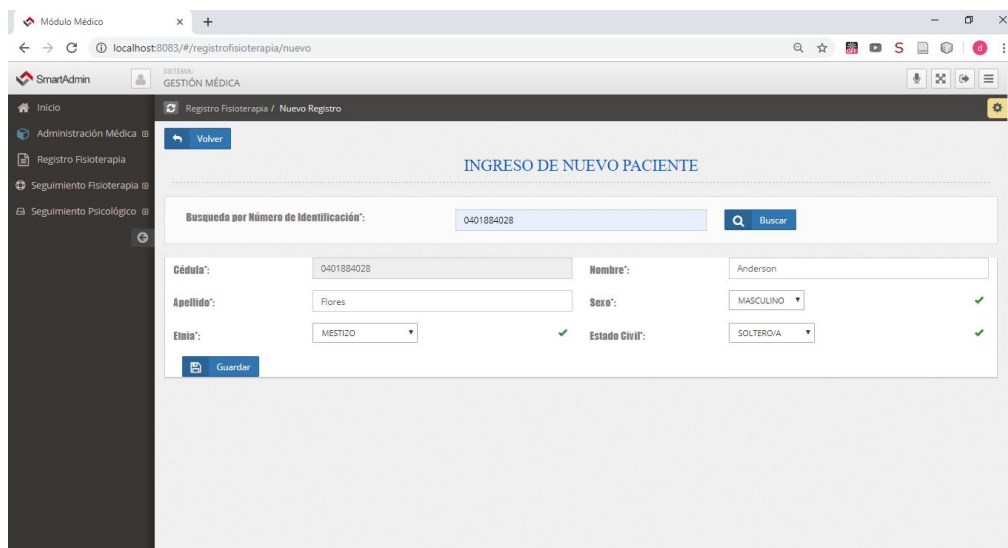 Módulo Médico
localhost:8083/#/registrofisioterapia/nuevo
SmartAdmin
SISTEMA:
GESTIÓN MÉDICA
Inicio
Administración Médica
Registro Fisioterapia
Seguimiento Fisioterapia
Seguimiento Psicológico
Registro Fisioterapia / Nuevo Registro
Volver
INGRESO DE NUEVO PACIENTE
Busqueda por Número de Identificación*: 0401884028 Buscar
Cédula*: 0401884028 Nombre*: Anderson
Apellido*: Flores Sexo*: MASCULINO
Etnia*: MESTIZO Estado Civil*: SOLTERO/A
Guardar